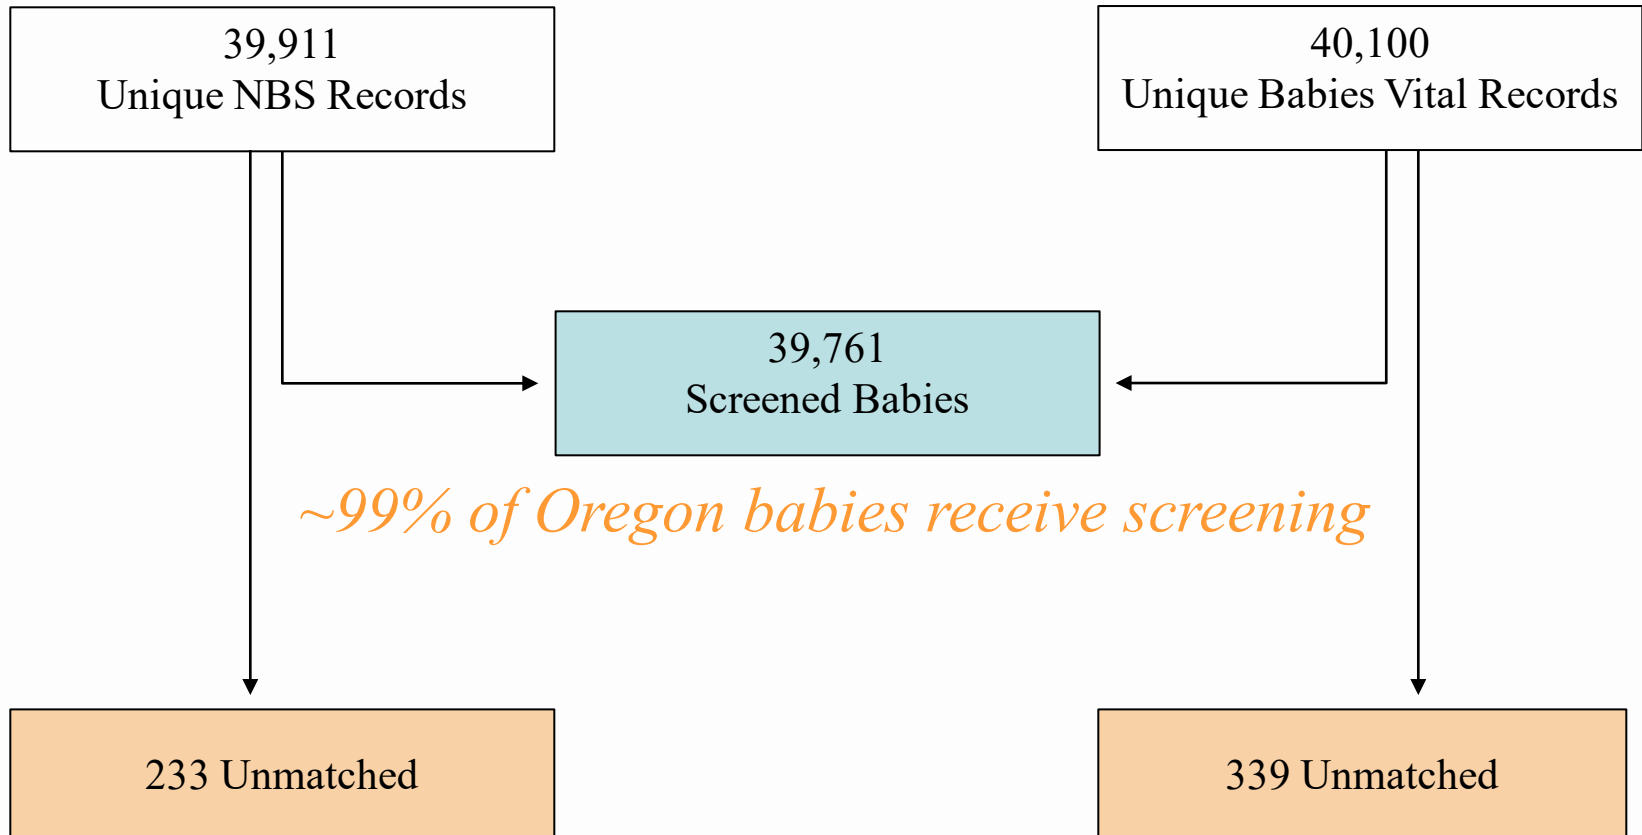 39,911
Unique NBS Records
40,100
Unique Babies Vital Records
39,761
Screened Babies
~99% of Oregon babies receive screening
233 Unmatched
339 Unmatched